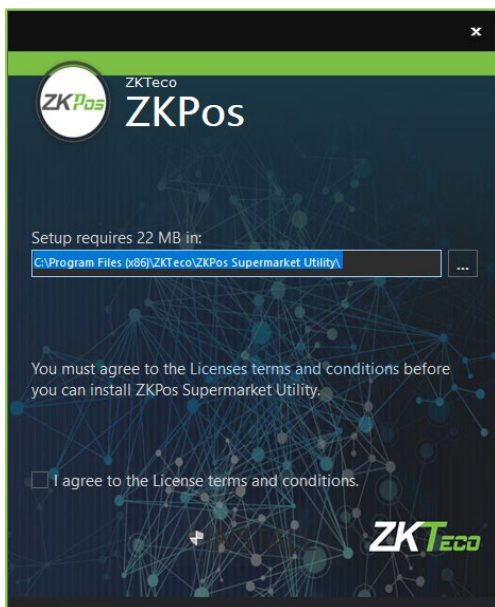 x
ZKPos
ZKTeco
ZKPos
Setup requires 22 MB in:
C:\Program Files (x86)\ZKTeco\ZKPos Supermarket Utility\
...
You must agree to the Licenses terms and conditions before
you can install ZKPos Supermarket Utility.
I agree to the License terms and conditions.
ZKTeco